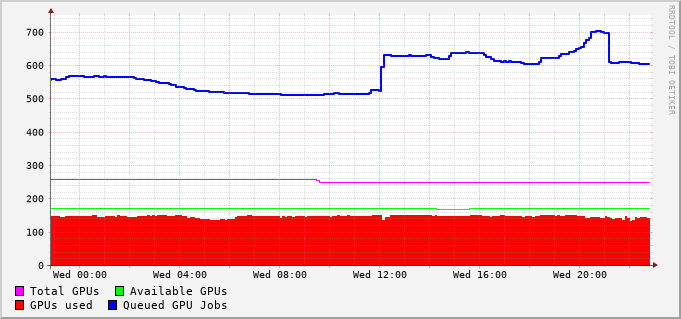 700
600
500
400
300
200
100
0
Wed 00:00 Wed 04:00 Wed 08:00 Wed 12:00 Wed 16:00 Wed 20:00
Total GPUs Available GPUs
GPUs used Queued GPU Jobs
RRDTOOL / TOBI OETIKER